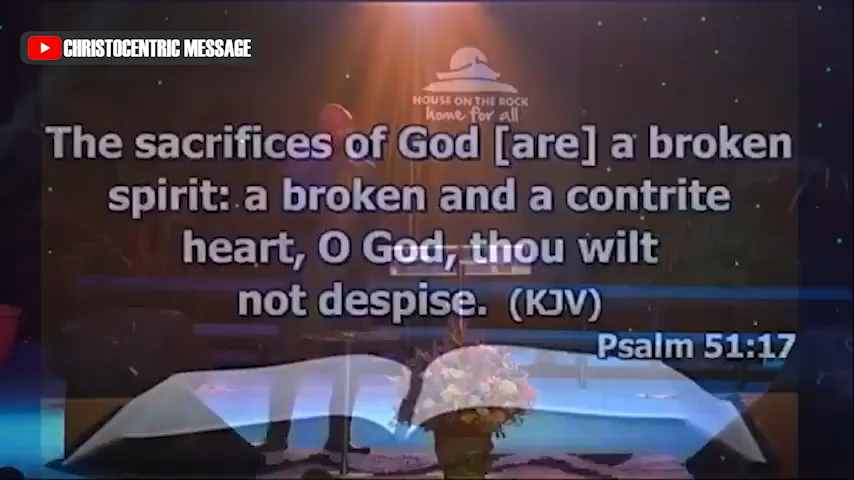 CHRISTOCENTRIC MESSAGE
HOUSE ON THE ROCK
home for all
The sacrifices of God [are] a broken
spirit: a broken and a contrite
heart, O God, thou wilt
not despise. (KJV)
Psalm 51:17